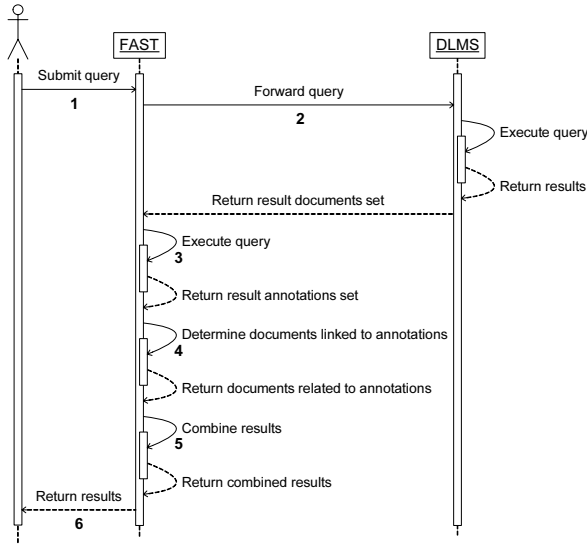 FAST
DLMS
Submit query
1
Forward query
2
Execute query
Return results
Return result documents set
Execute query
3
Return result annotations set
Determine documents linked to annotations
4
Return documents related to annotations
Combine results
5
Return combined results
Return results
6